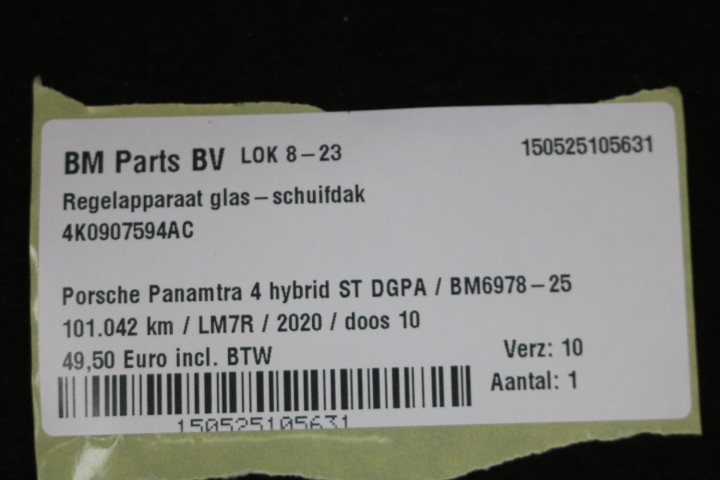 BM Parts BV LOK 8-23
150525105631
Regelapparaat glas-schuifdak
4K0907594AC
Porsche Panamtra 4 hybrid ST DGPA / BM6978-25
101.042 km / LM7R / 2020 / doos 10
49,50 Euro incl. BTW
Verz: 10
Aantal: 1
150525105631